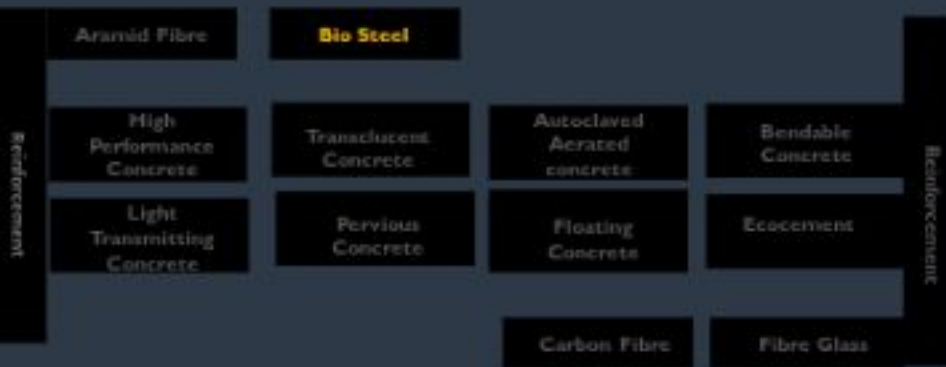 Aramid Fibre
Bio Steel
High
Performance
Concrete
Translucent
Concrete
Autoclaved
Aerated
concrete
Bendable
Concrete
Reinforcement
Reinforcement
Light
Transmitting
Concrete
Pervious
Concrete
Floating
Concrete
Ecocement
Carbon Fibre
Fibre Glass